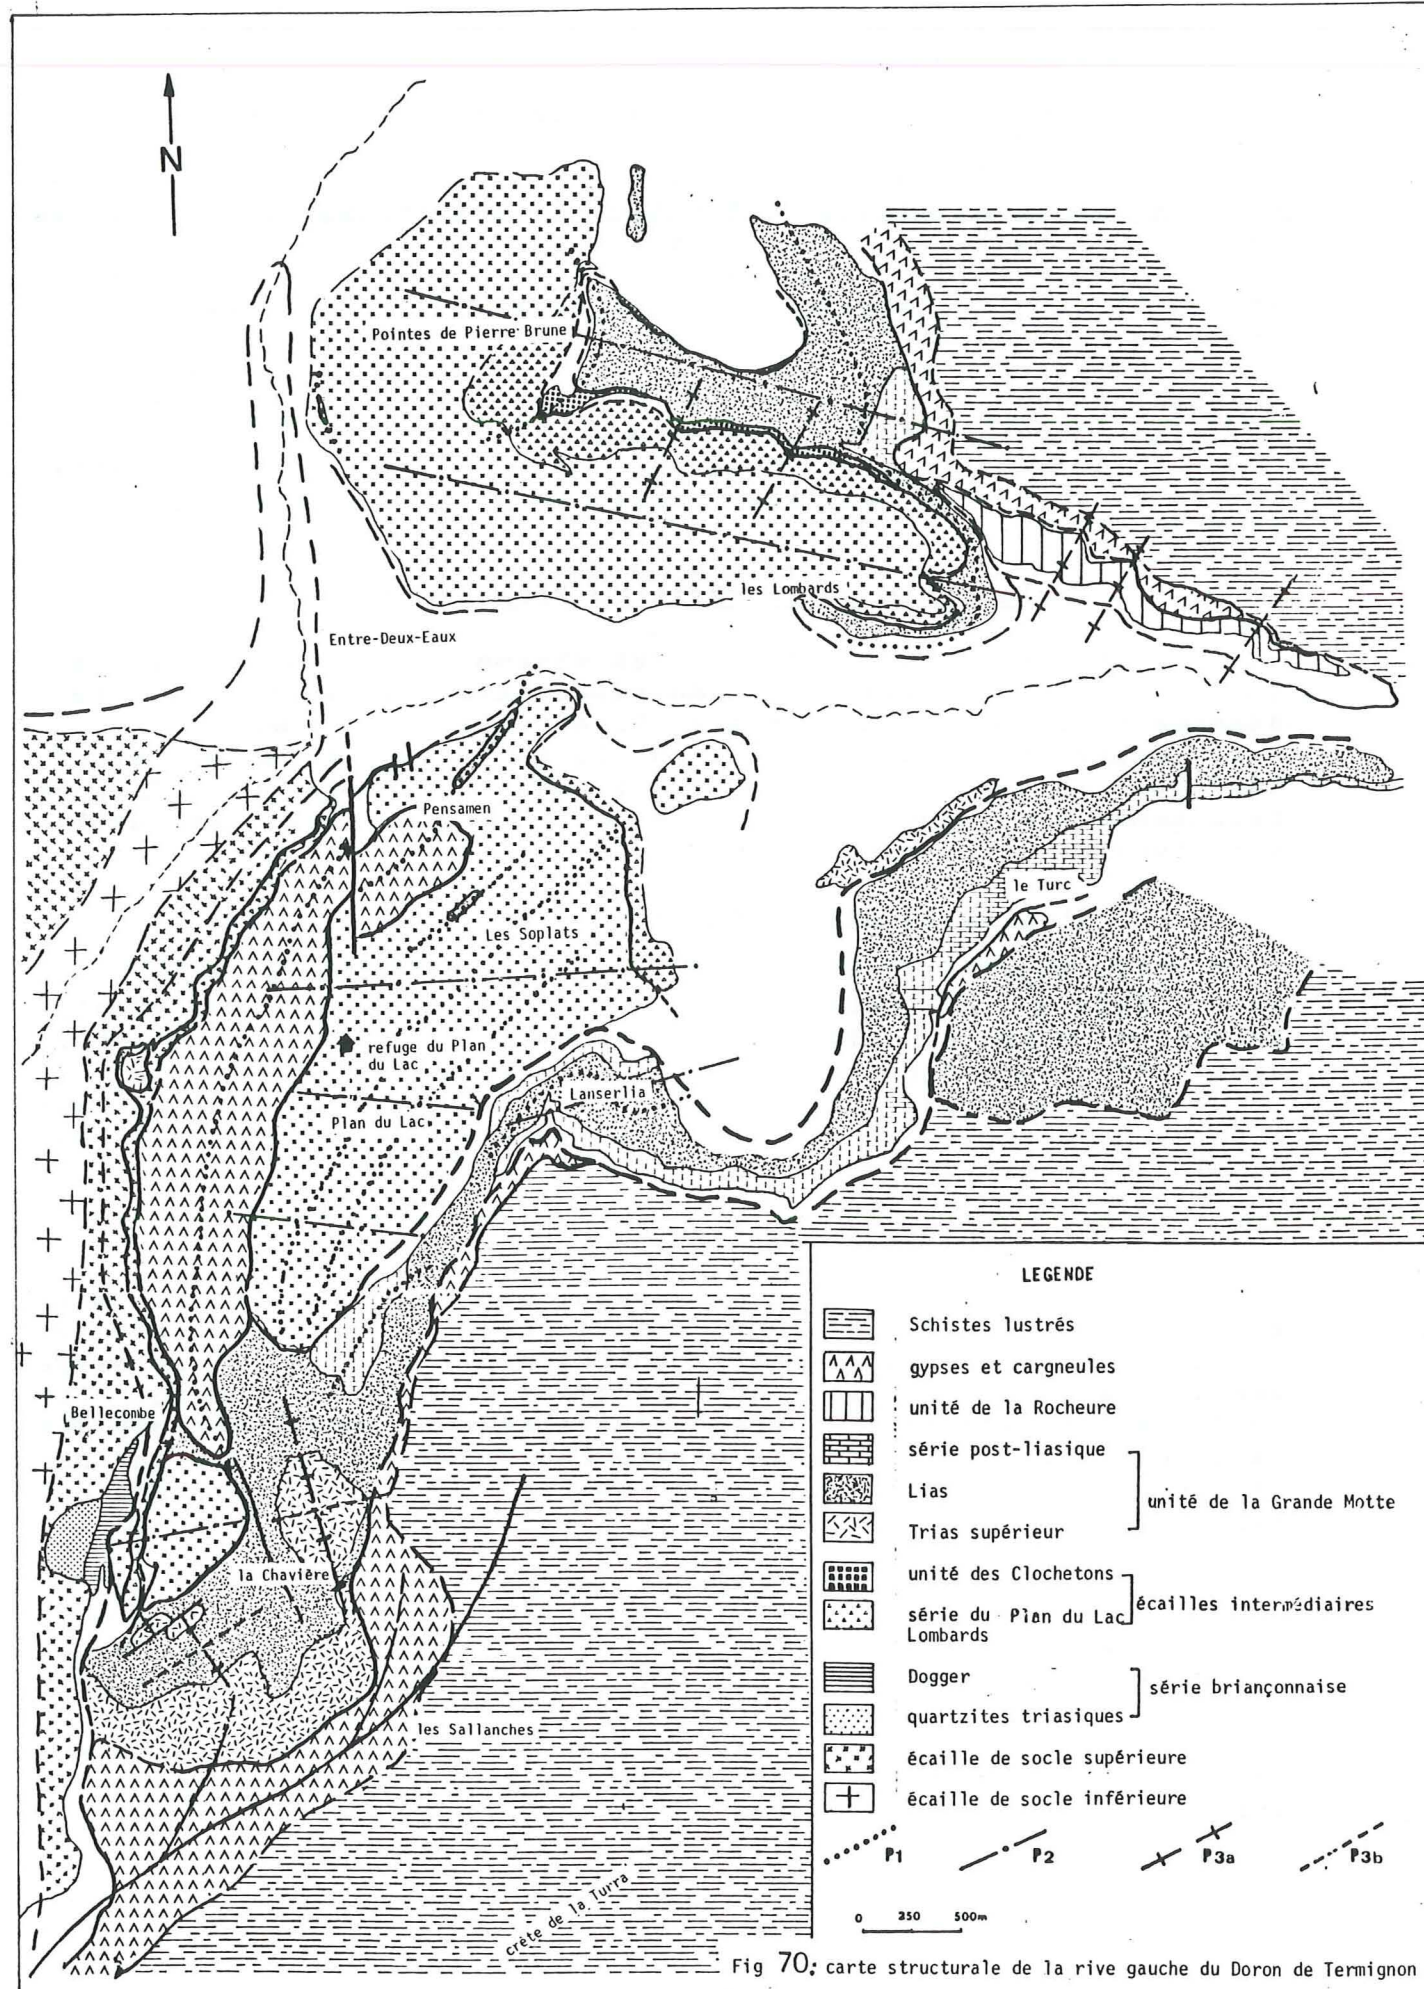 N
Pointes de Pierre Brune
les Lombards
Entre-Deux-Eaux
Pensamen
le Turc
Les Soplats
refuge du Plan
du Lac
Lanserlia
Plan du Lac
Bellecombe
la Chavière
les Sallanches
crête de la Turra
LEGENDE
Schistes lustrés
gypses et cargneules
unité de la Rocheure
série post-liasique
Lias
unité de la Grande Motte
Trias supérieur
unité des Clochetons
écailles intermédiaires
série du Plan du Lac
Lombards
Dogger
série briançonnaise
quartzites triasiques
écaille de socle supérieure
écaille de socle inférieure
P1 P2 P3a P3b
0 250 500m
Fig 70: carte structurale de la rive gauche du Doron de Termignon